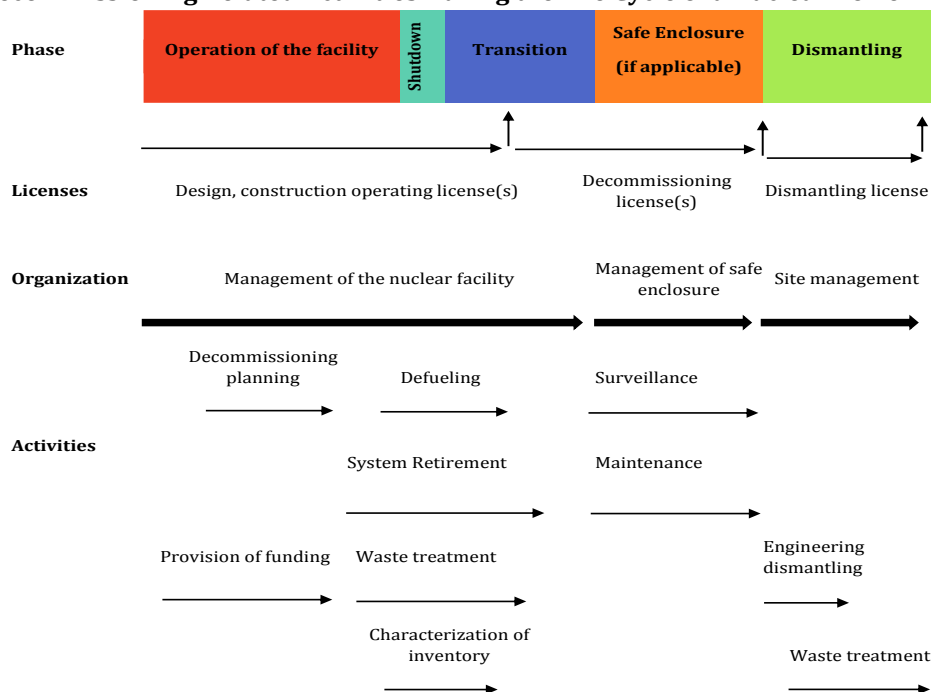 Phase
Operation of the facility
Shutdown
Transition
Safe Enclosure
(if applicable)
Dismantling
Licenses
Design, construction operating license(s)
Decommissioning
license(s)
Dismantling license
Organization
Management of the nuclear facility
Management of safe
enclosure
Site management
Decommissioning
planning
Defueling
Surveillance
Activities
System Retirement
Maintenance
Provision of funding
Waste treatment
Engineering
dismantling
Characterization of
inventory
Waste treatment